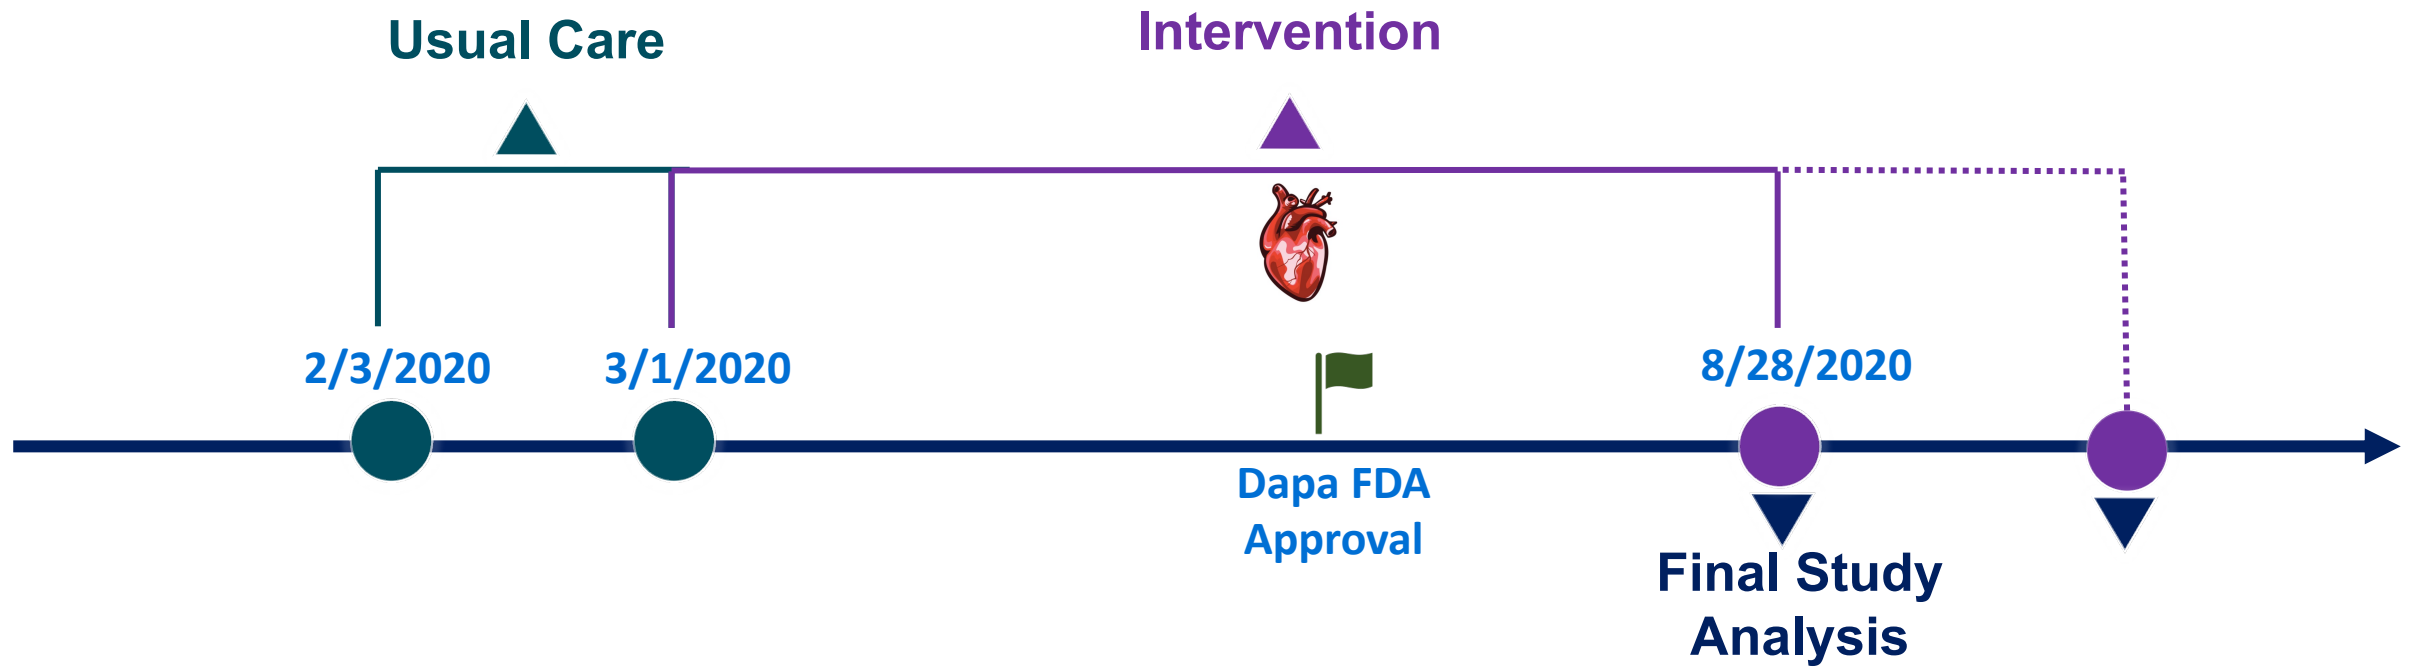 Usual Care
Intervention
2/3/2020
3/1/2020
8/28/2020
Dapa FDA
Approval
Final Study
Analysis